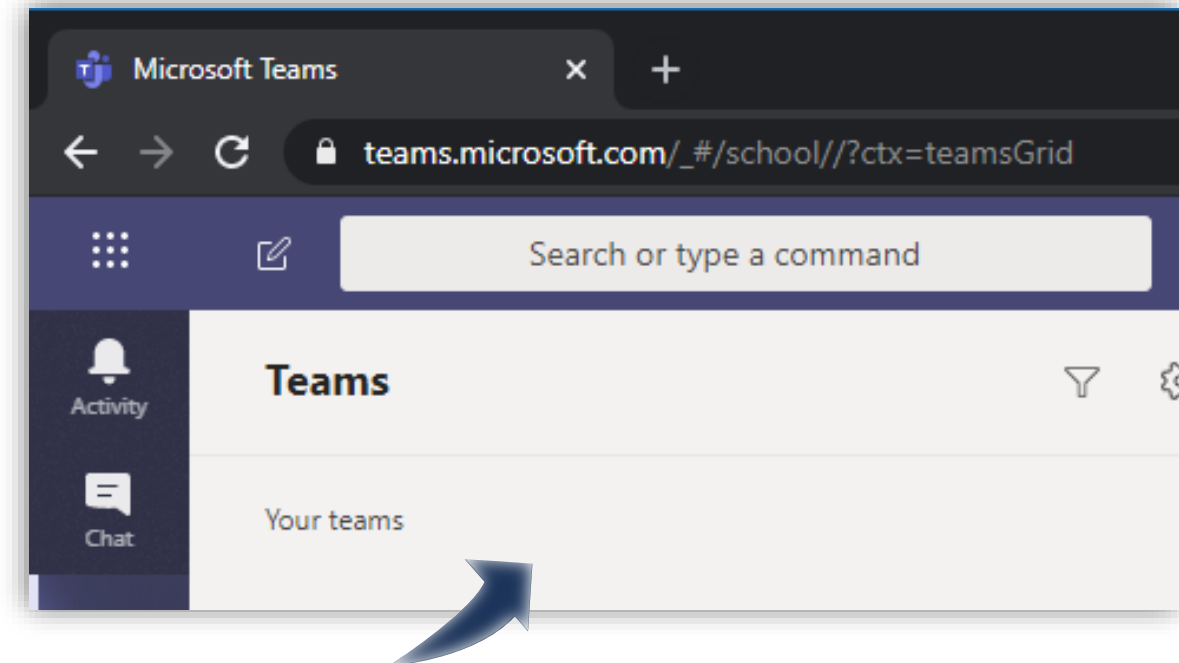 Microsoft Teams
teams.microsoft.com/_#/school//?ctx=teamsGrid
Search or type a command
Activity
Teams
Chat
Your teams